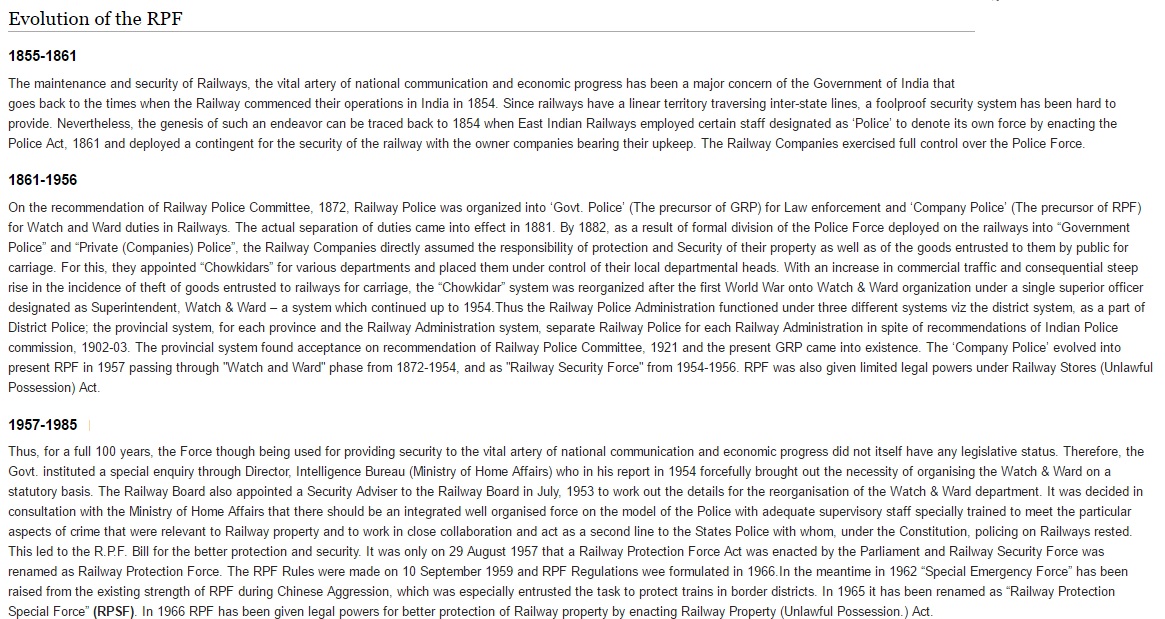 Evolution of the RPF
1855-1861
The maintenance and security of Railways, the vital artery of national communication and economic progress has been a major concern of the Government of India that
goes back to the times when the Railway commenced their operations in India in 1854. Since railways have a linear territory traversing inter-state lines, a foolproof security system has been hard to
provide. Nevertheless, the genesis of such an endeavor can be traced back to 1854 when East Indian Railways employed certain staff designated as ‘Police’ to denote its own force by enacting the
Police Act, 1861 and deployed a contingent for the security of the railway with the owner companies bearing their upkeep. The Railway Companies exercised full control over the Police Force.
1861-1956
On the recommendation of Railway Police Committee, 1872, Railway Police was organized into ‘Govt. Police’ (The precursor of GRP) for Law enforcement and ‘Company Police’ (The precursor of RPF)
for Watch and Ward duties in Railways. The actual separation of duties came into effect in 1881. By 1882, as a result of formal division of the Police Force deployed on the railways into “Government
Police” and “Private (Companies) Police”, the Railway Companies directly assumed the responsibility of protection and Security of their property as well as of the goods entrusted to them by public for
carriage. For this, they appointed “Chowkidars” for various departments and placed them under control of their local departmental heads. With an increase in commercial traffic and consequential steep
rise in the incidence of theft of goods entrusted to railways for carriage, the “Chowkidar” system was reorganized after the first World War onto Watch & Ward organization under a single superior officer
designated as Superintendent, Watch & Ward – a system which continued up to 1954.Thus the Railway Police Administration functioned under three different systems viz the district system, as a part of
District Police; the provincial system, for each province and the Railway Administration system, separate Railway Police for each Railway Administration in spite of recommendations of Indian Police
commission, 1902-03. The provincial system found acceptance on recommendation of Railway Police Committee, 1921 and the present GRP came into existence. The ‘Company Police’ evolved into
present RPF in 1957 passing through "Watch and Ward" phase from 1872-1954, and as "Railway Security Force" from 1954-1956. RPF was also given limited legal powers under Railway Stores (Unlawful
Possession) Act.
1957-1985
Thus, for a full 100 years, the Force though being used for providing security to the vital artery of national communication and economic progress did not itself have any legislative status. Therefore, the
Govt. instituted a special enquiry through Director, Intelligence Bureau (Ministry of Home Affairs) who in his report in 1954 forcefully brought out the necessity of organising the Watch & Ward on a
statutory basis. The Railway Board also appointed a Security Adviser to the Railway Board in July, 1953 to work out the details for the reorganisation of the Watch & Ward department. It was decided in
consultation with the Ministry of Home Affairs that there should be an integrated well organised force on the model of the Police with adequate supervisory staff specially trained to meet the particular
aspects of crime that were relevant to Railway property and to work in close collaboration and act as a second line to the States Police with whom, under the Constitution, policing on Railways rested.
This led to the R.P.F. Bill for the better protection and security. It was only on 29 August 1957 that a Railway Protection Force Act was enacted by the Parliament and Railway Security Force was
renamed as Railway Protection Force. The RPF Rules were made on 10 September 1959 and RPF Regulations wee formulated in 1966.In the meantime in 1962 “Special Emergency Force” has been
raised from the existing strength of RPF during Chinese Aggression, which was especially entrusted the task to protect trains in border districts. In 1965 it has been renamed as “Railway Protection
Special Force” (RPSF). In 1966 RPF has been given legal powers for better protection of Railway property by enacting Railway Property (Unlawful Possession.) Act.